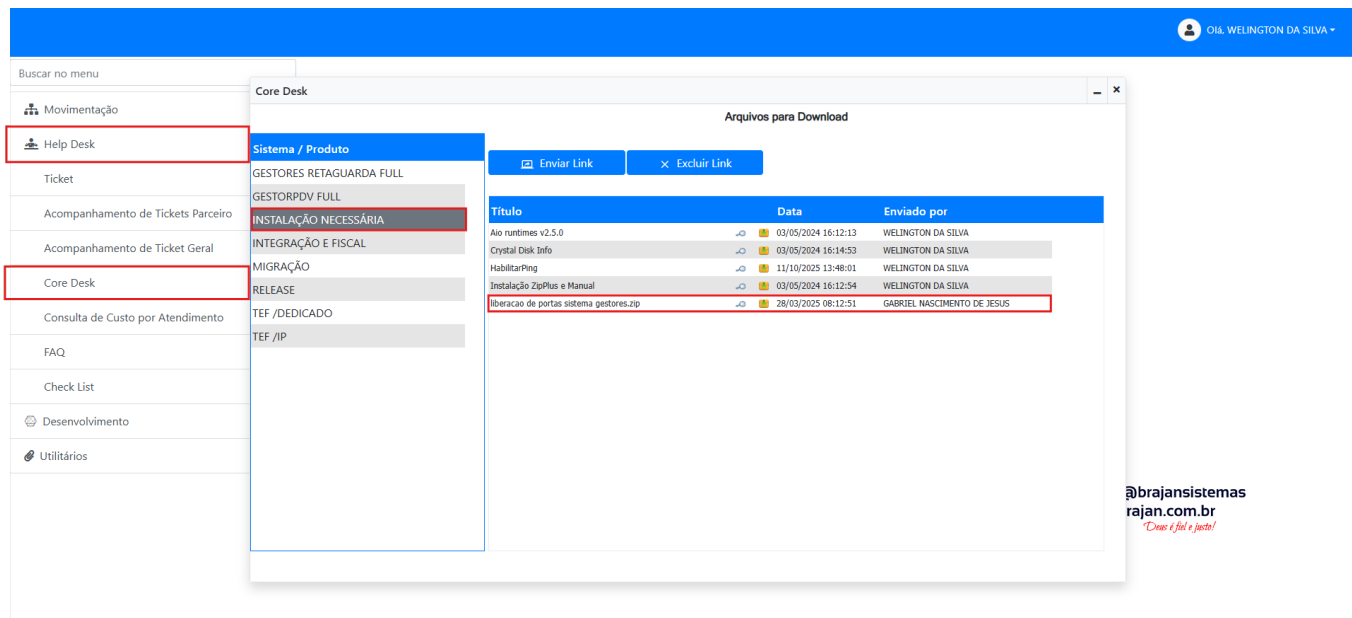 Olá, WELINGTON DA SILVA
Buscar no menu
Movimentação
Help Desk
Ticket
Acompanhamento de Tickets Parceiro
Acompanhamento de Ticket Geral
Core Desk
Consulta de Custo por Atendimento
FAQ
Check List
Desenvolvimento
Utilitários
Core Desk
Arquivos para Download
Sistema / Produto
GESTORES RETAGUARDA FULL
GESTORPDV FULL
INSTALAÇÃO NECESSÁRIA
INTEGRAÇÃO E FISCAL
MIGRAÇÃO
RELEASE
TEF /DEDICADO
TEF /IP
Enviar Link Excluir Link
Título Data Enviado por
Aio runtimes v2.5.0 03/05/2024 16:12:13 WELINGTON DA SILVA
Crystal Disk Info 03/05/2024 16:14:53 WELINGTON DA SILVA
HabilitarPing 11/10/2025 13:48:01 WELINGTON DA SILVA
Instalação ZipPlus e Manual 03/05/2024 16:12:54 WELINGTON DA SILVA
liberacao de portas sistema gestores.zip 28/03/2025 08:12:51 GABRIEL NASCIMENTO DE JESUS
@brajansistemas
rajan.com.br
Deus é fiel e justo!